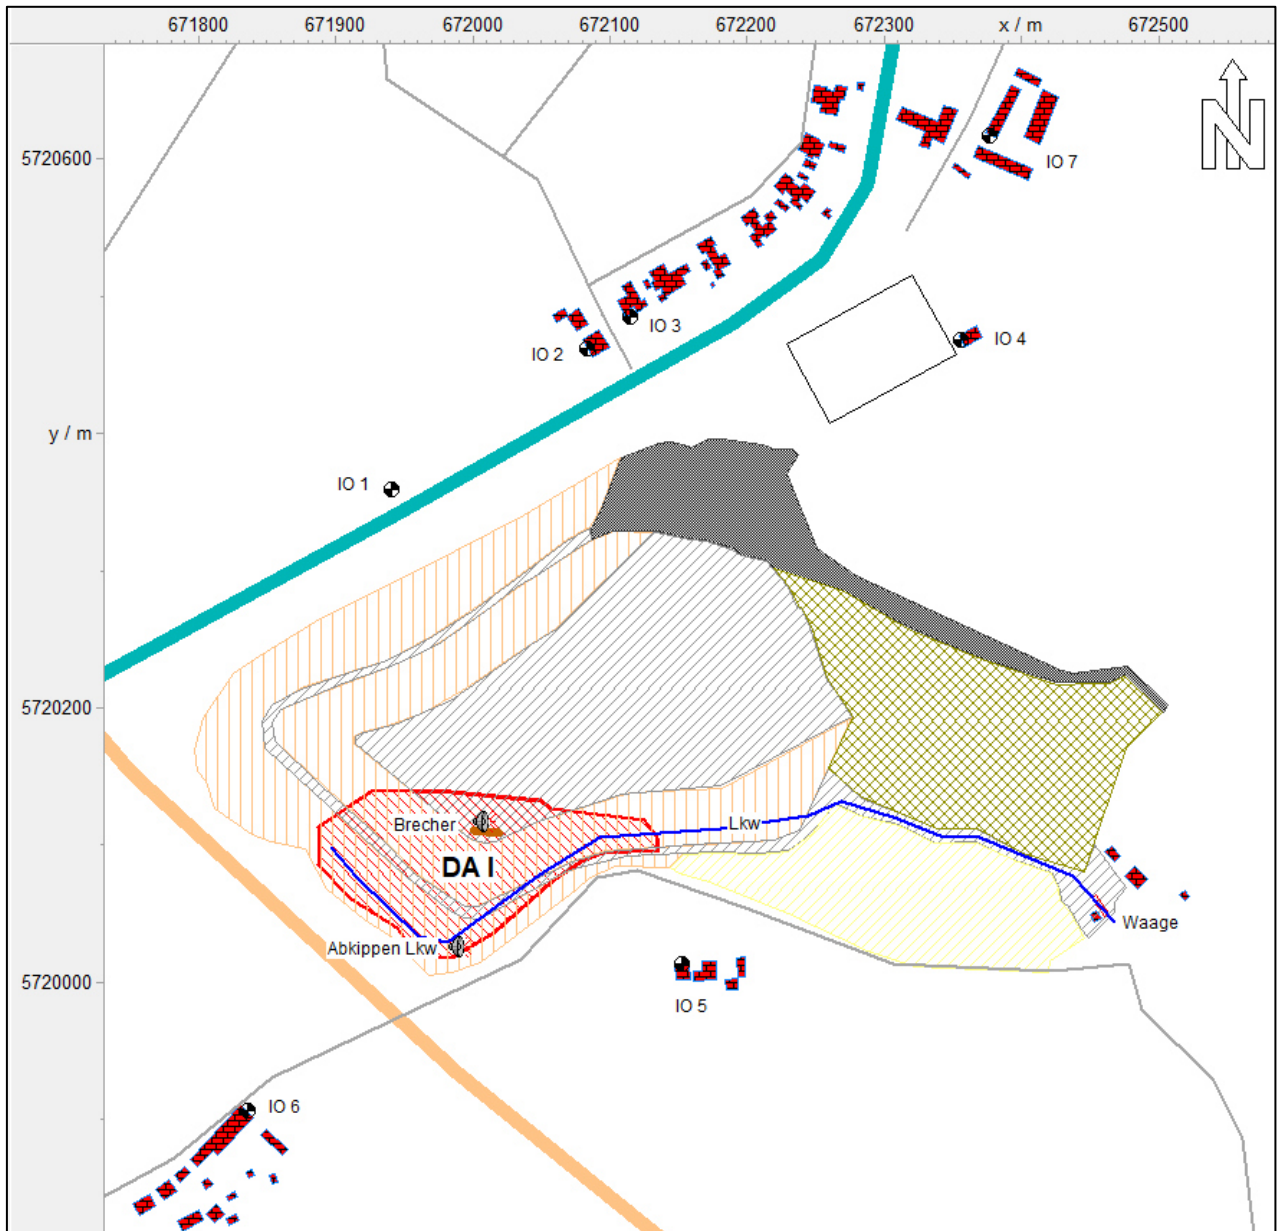 671800 671900 672000 672100 672200 672300 x / m 672500
N
5720600
IO 7
IO 3
IO 4
IO 2
y / m
IO 1
5720200
Brecher
Lkw
DA I
Abkippen Lkw
Waage
5720000
IO 5
IO 6